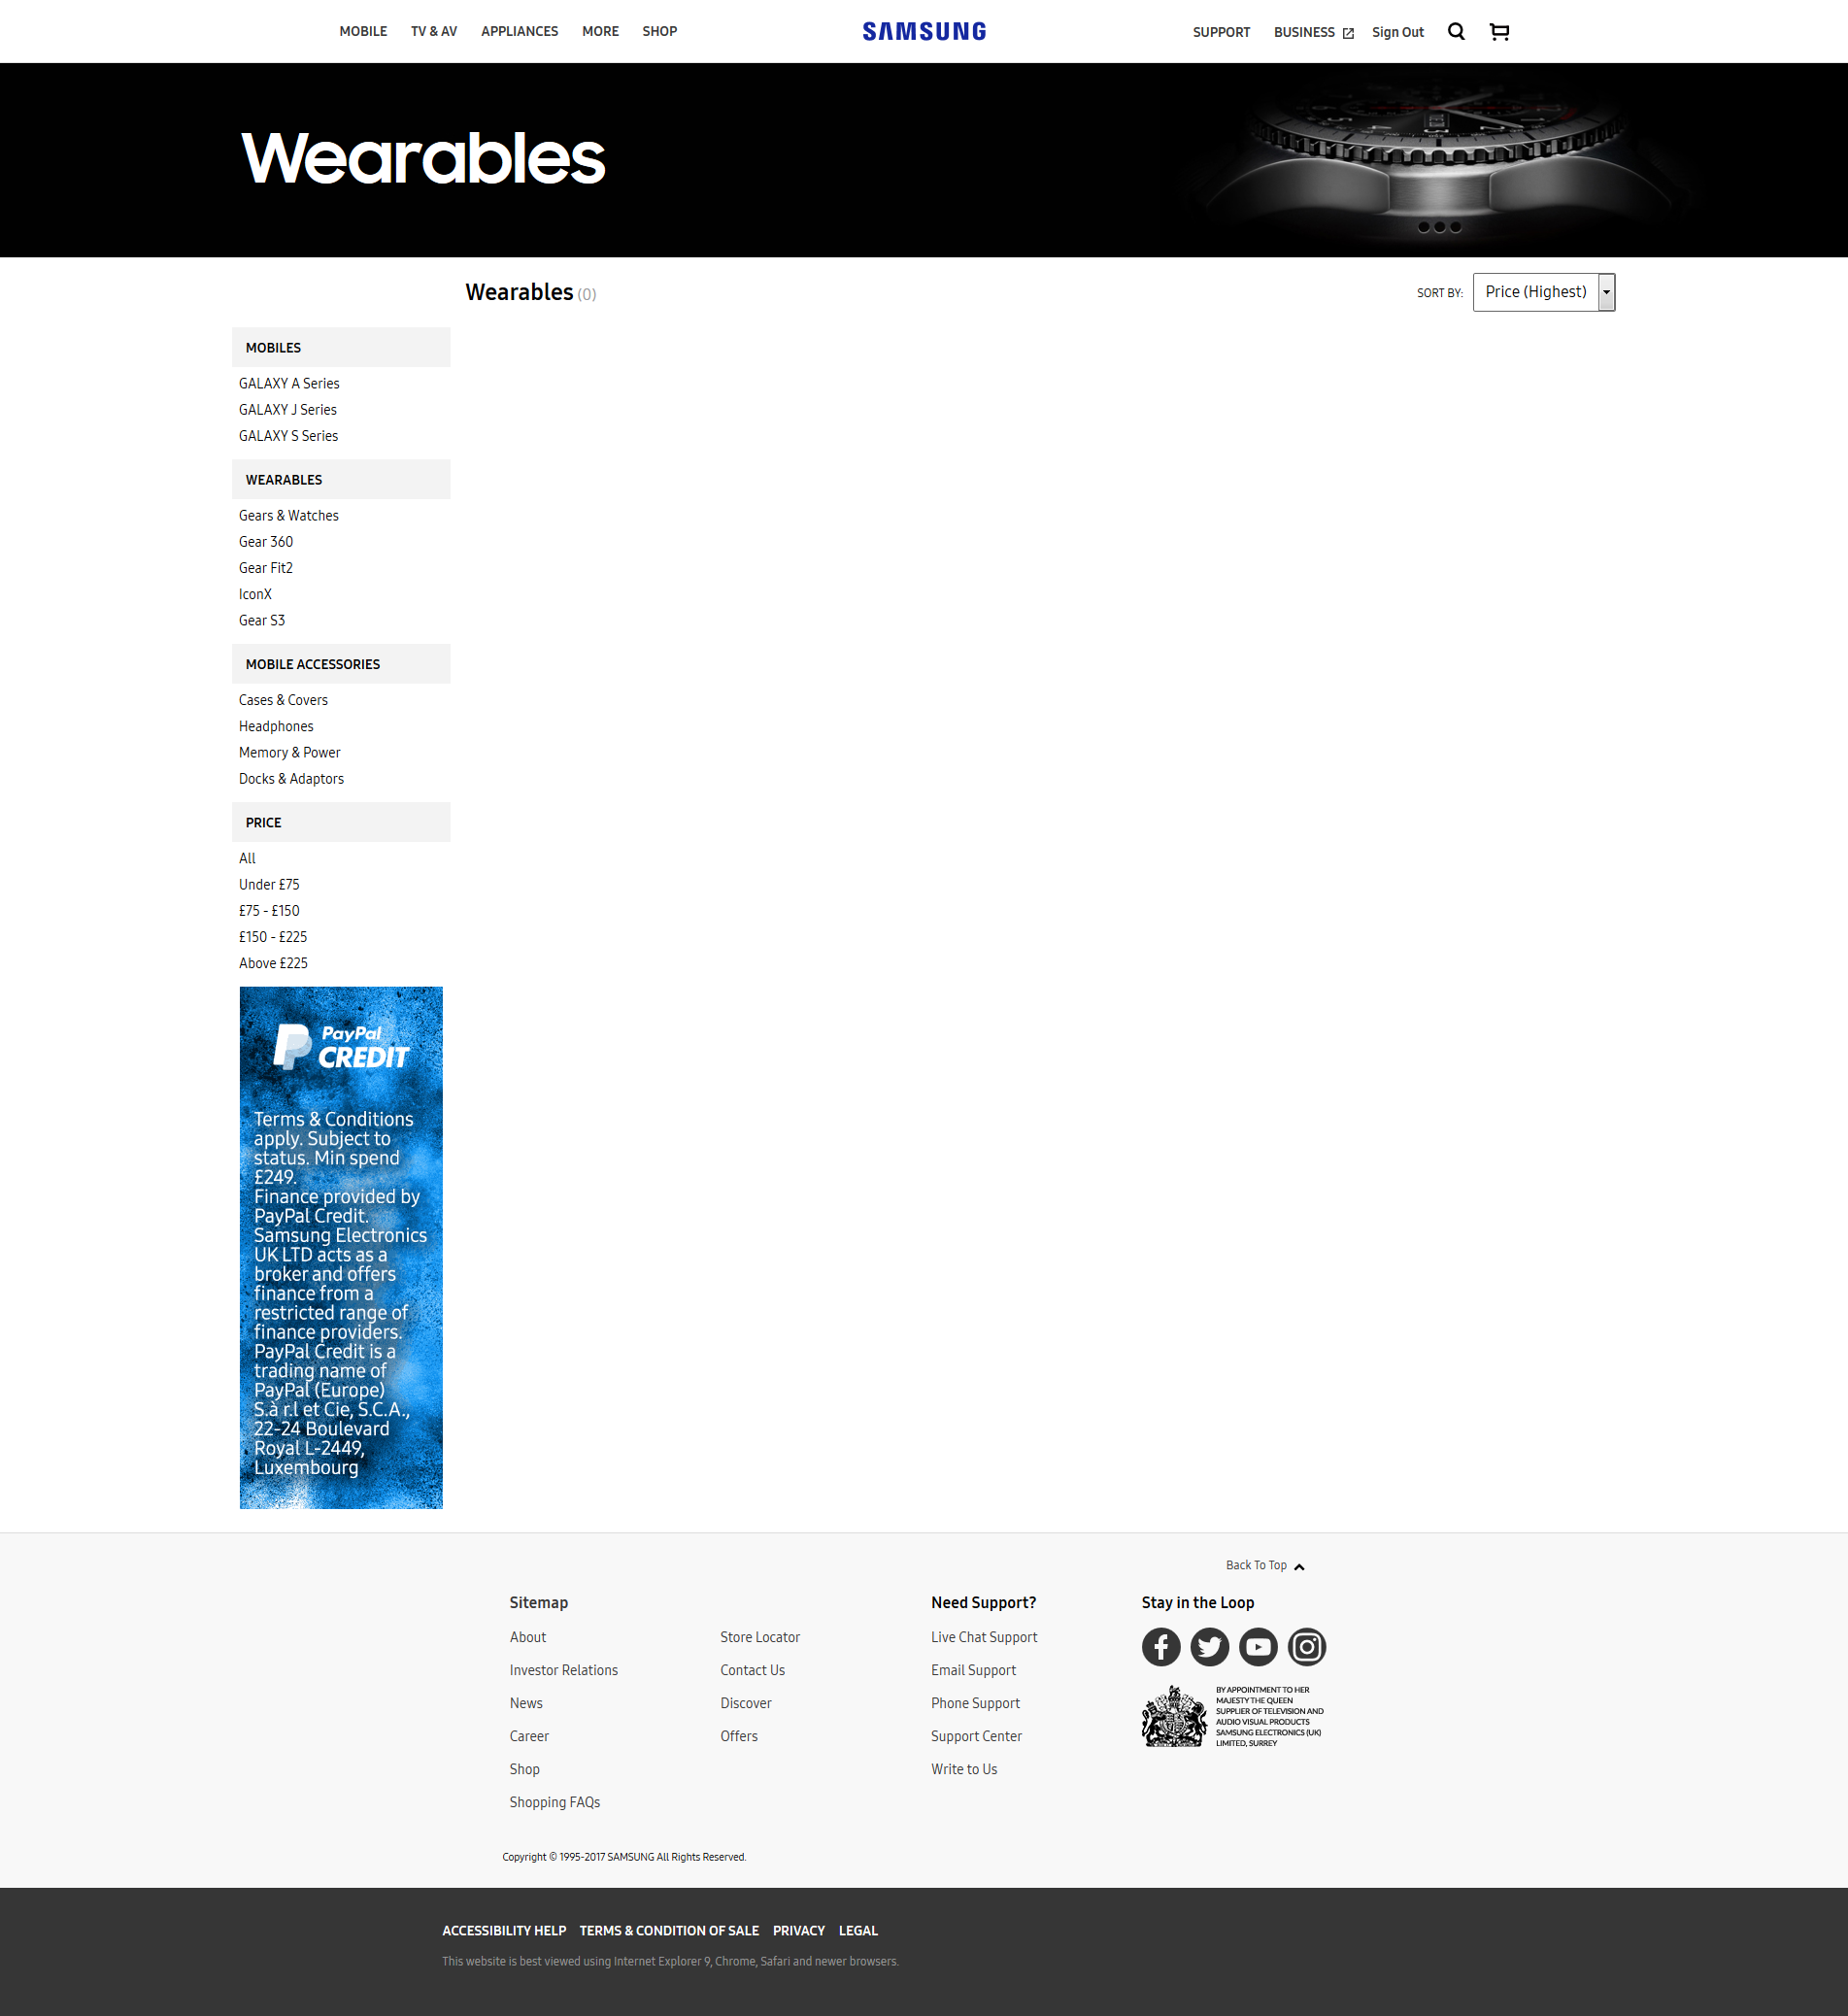 MOBILE TV & AV APPLIANCES MORE SHOP SAMSUNG SUPPORT BUSINESS Sign Out
Wearables
Wearables (0) SORT BY: Price (Highest)
MOBILES
GALAXY A Series
GALAXY J Series
GALAXY S Series
WEARABLES
Gears & Watches
Gear 360
Gear Fit2
IconX
Gear S3
MOBILE ACCESSORIES
Cases & Covers
Headphones
Memory & Power
Docks & Adaptors
PRICE
All
Under £75
£75 - £150
£150 - £225
Above £225
PayPal
CREDIT
Terms & Conditions
apply. Subject to
status. Min spend
£249.
Finance provided by
PayPal Credit.
Samsung Electronics
UK LTD acts as a
broker and offers
finance from a
restricted range of
finance providers.
PayPal Credit is a
trading name of
PayPal (Europe)
S.à r.l et Cie, S.C.A.,
22-24 Boulevard
Royal L-2449,
Luxembourg
Back To Top
Sitemap
About
Investor Relations
News
Career
Shop
Shopping FAQs
Store Locator
Contact Us
Discover
Offers
Need Support?
Live Chat Support
Email Support
Phone Support
Support Center
Write to Us
Stay in the Loop
BY APPOINTMENT TO HER
MAJESTY THE QUEEN
SUPPLIER OF TELEVISION AND
AUDIO VISUAL PRODUCTS
SAMSUNG ELECTRONICS (UK)
LIMITED, SURREY
Copyright © 1995-2017 SAMSUNG All Rights Reserved.
ACCESSIBILITY HELP TERMS & CONDITION OF SALE PRIVACY LEGAL
This website is best viewed using Internet Explorer 9, Chrome, Safari and newer browsers.